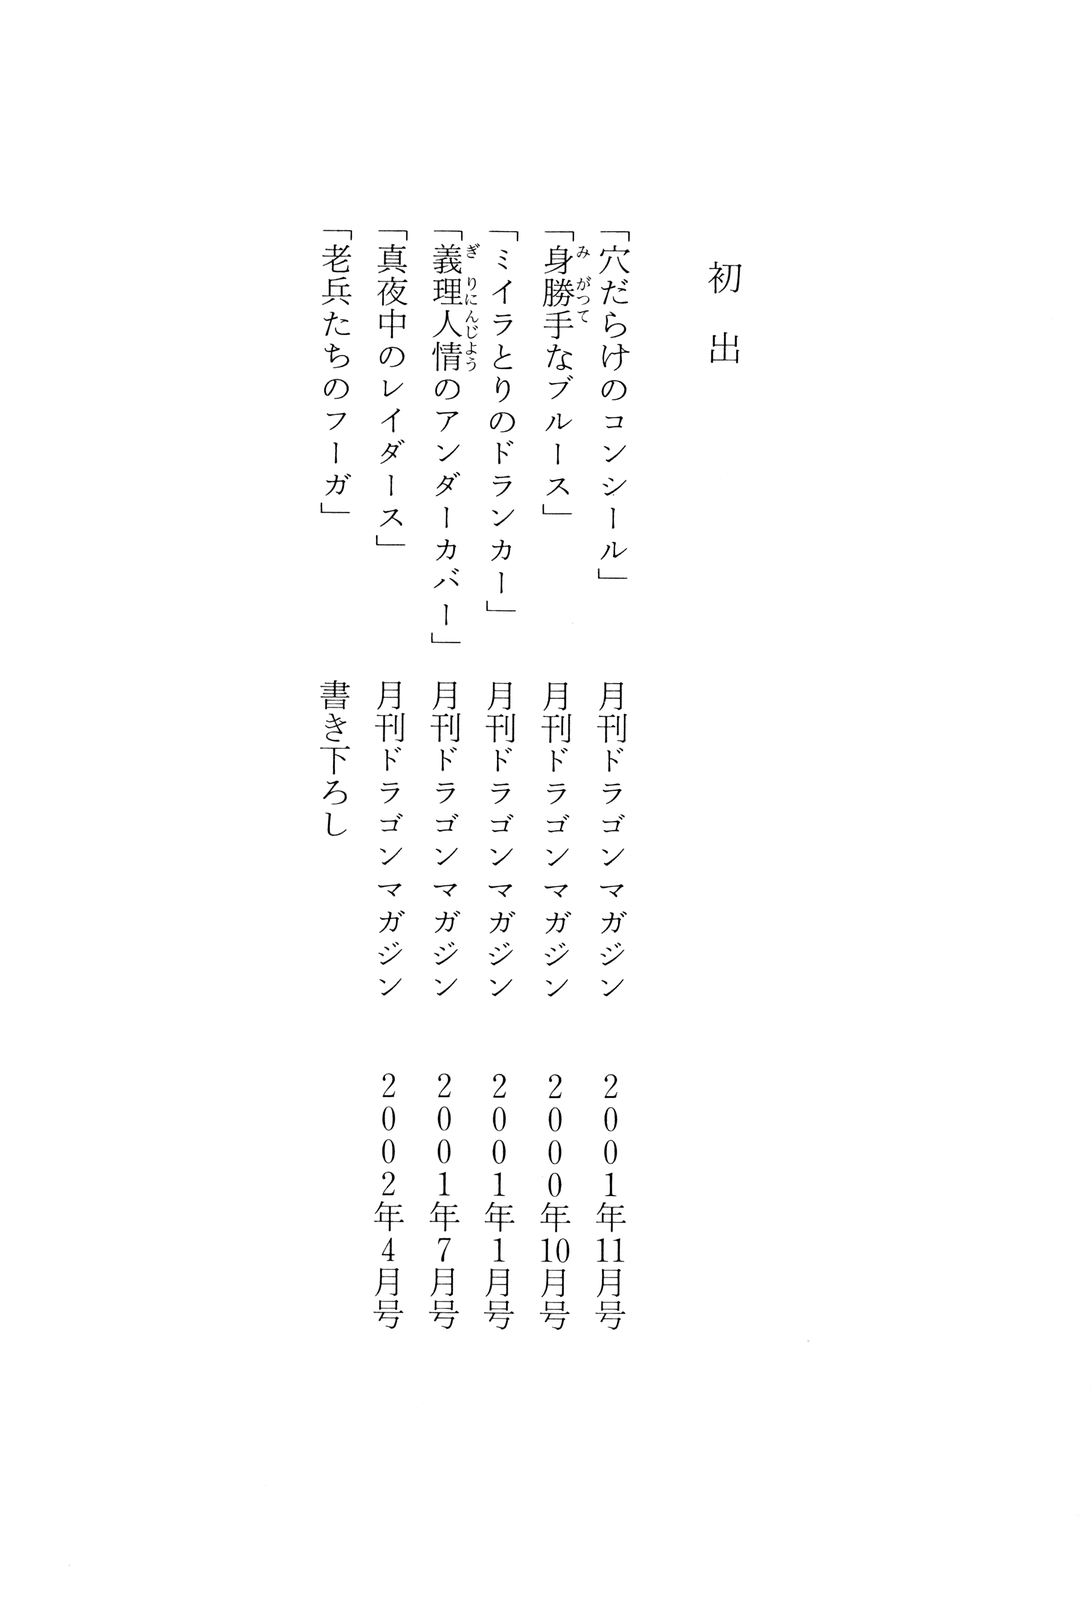 初出
「穴だらけのコンシール」 月刊ドラゴンマガジン 2001年11月号
「身勝手なブルース」 月刊ドラゴンマガジン 2000年10月号
「ミイラとりのドランカー」 月刊ドラゴンマガジン 2001年1月号
「義理人情のアンダーカバー」 月刊ドラゴンマガジン 2001年7月号
「真夜中のレイダース」 月刊ドラゴンマガジン 2002年4月号
「老兵たちのフーガ」 書き下ろし